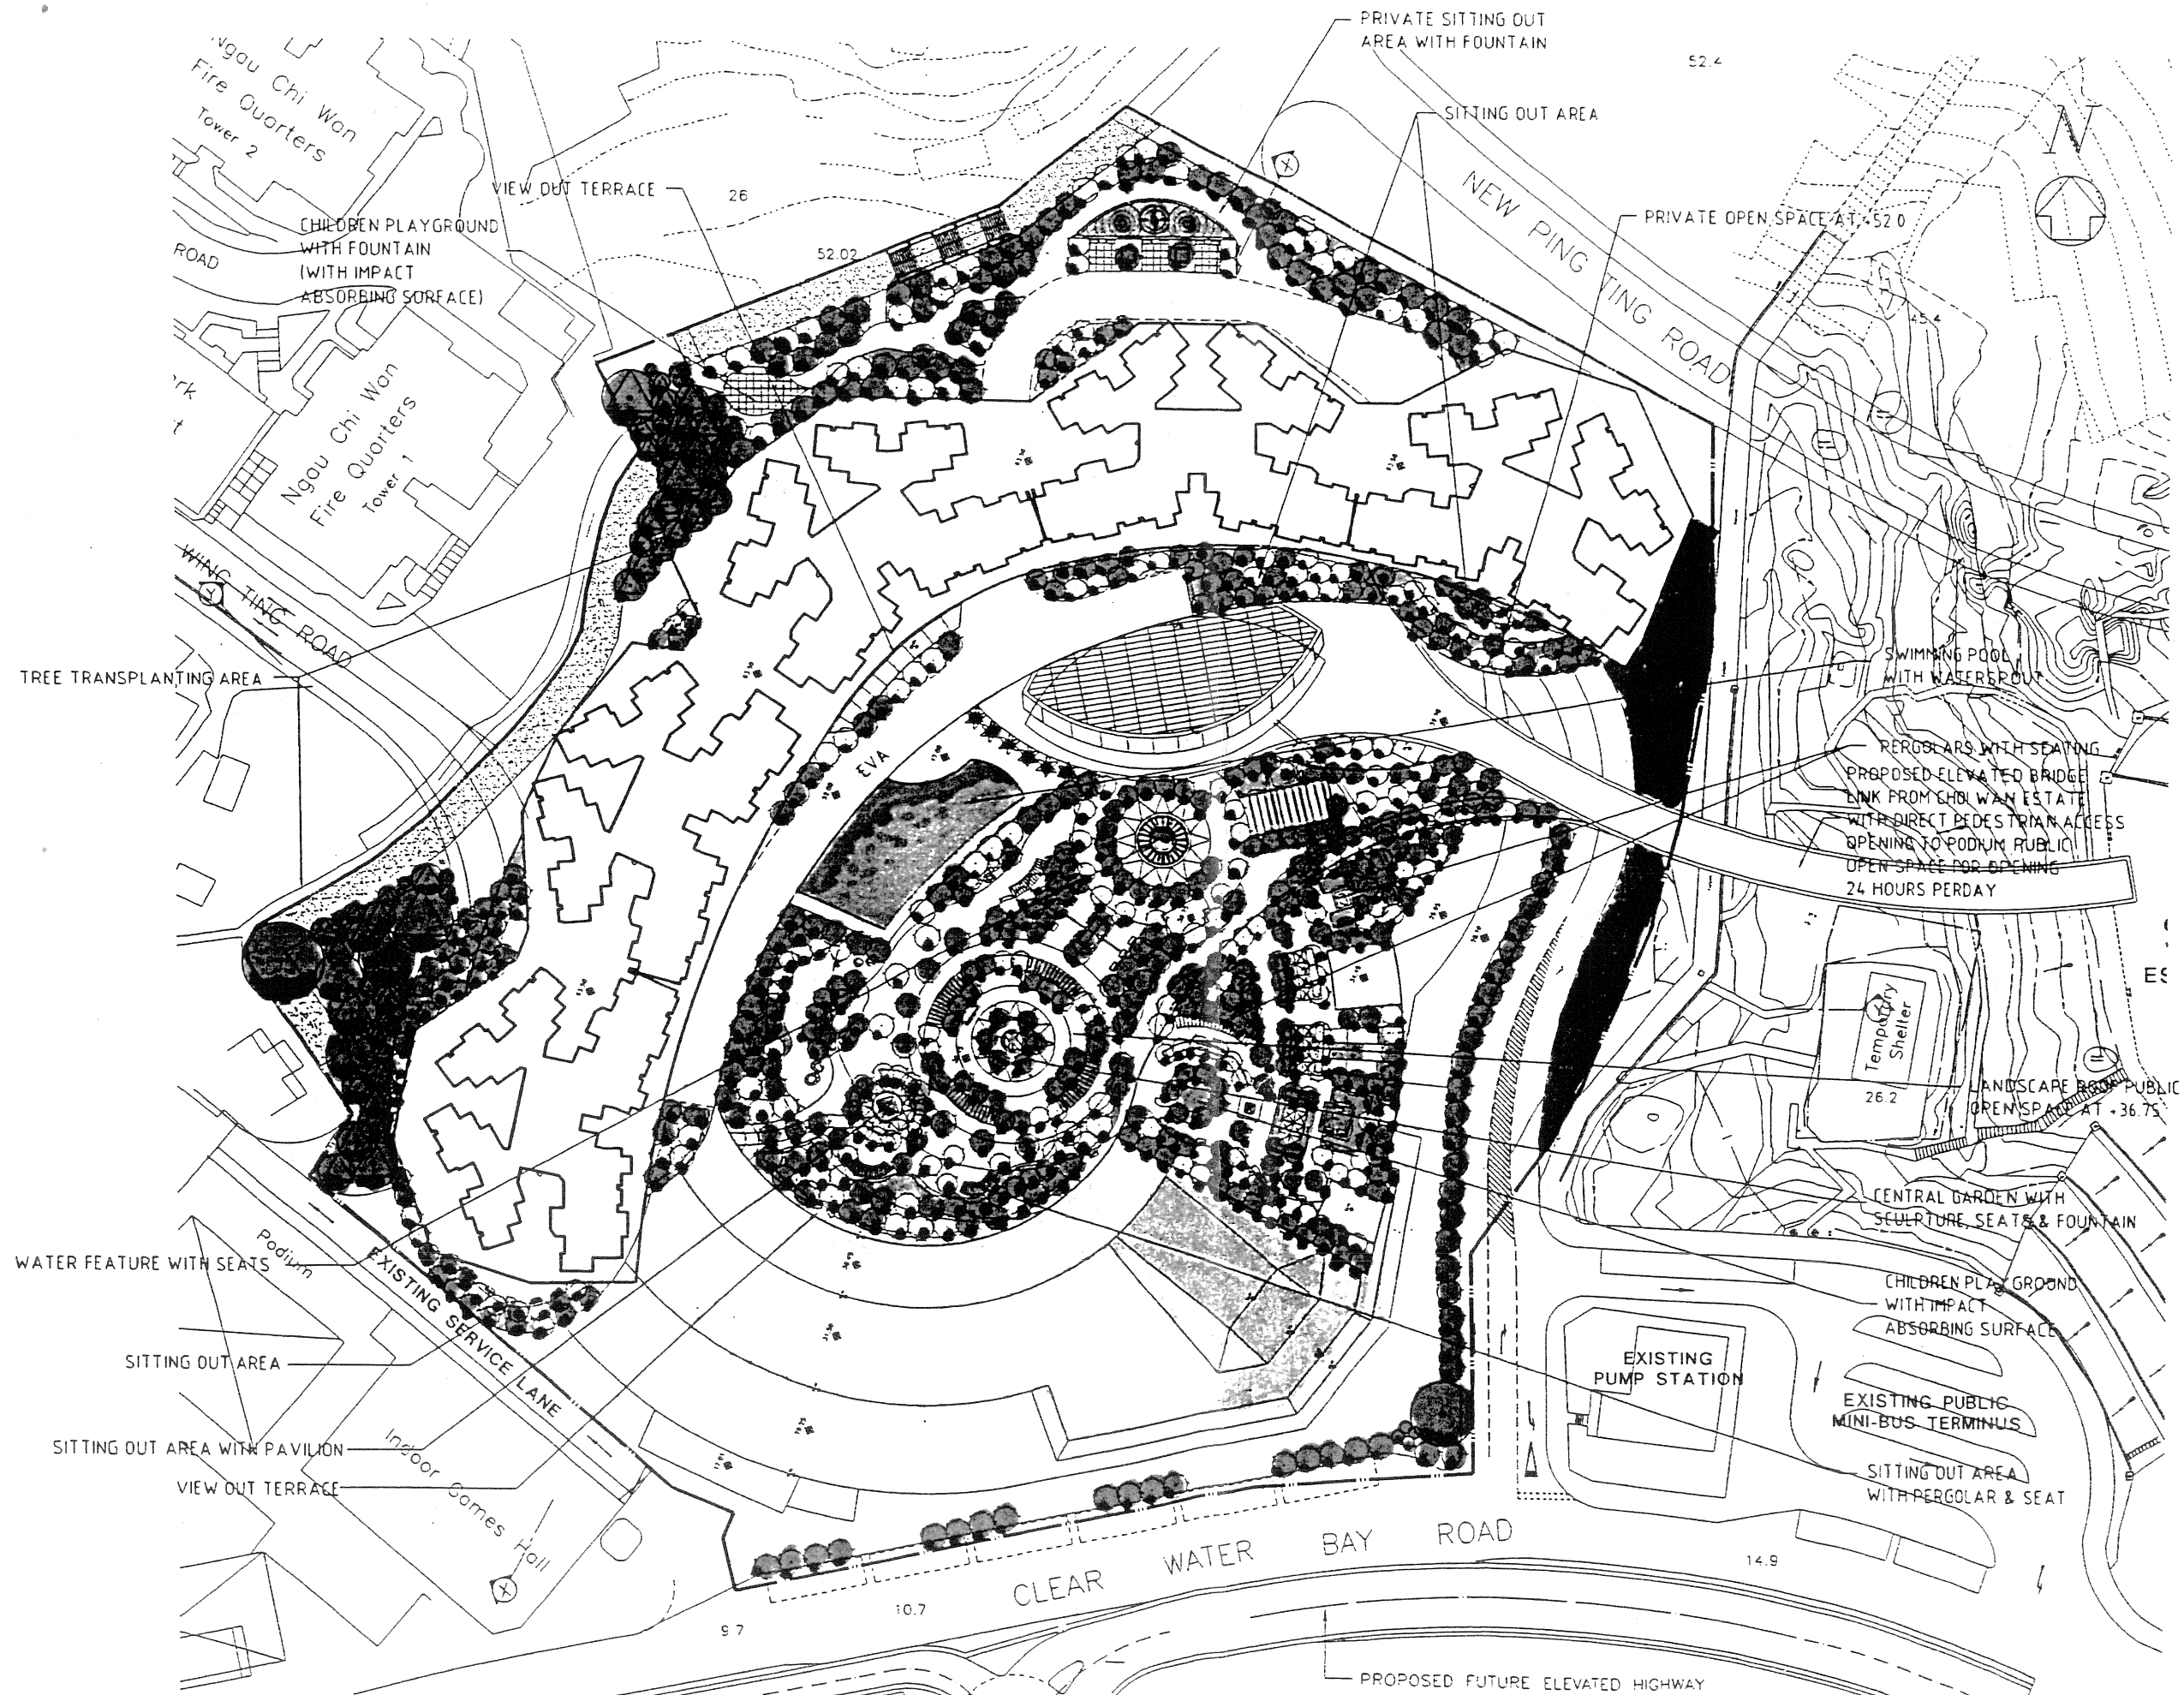 PRIVATE SITTING OUT
AREA WITH FOUNTAIN
52.4
SITTING OUT AREA
N
Ngau Chi Wan
Fire Quarters
Tower 2
VIEW OUT TERRACE
26
NEW PING TING ROAD
PRIVATE OPEN SPACE AT +52.0
CHILDREN PLAYGROUND
WITH FOUNTAIN
(WITH IMPACT
ABSORBING SURFACE)
ROAD
52.02
45.4
Ngau Chi Wan
Fire Quarters
Tower 1
WING TING ROAD
TREE TRANSPLANTING AREA
SWIMMING POOL
WITH WATERSPOUT
EVA
PERGOLARS WITH SEATING
PROPOSED ELEVATED BRIDGE
LINK FROM CHOI WAN ESTATE
WITH DIRECT PEDESTRIAN ACCESS
OPENING TO PODIUM PUBLIC
OPEN SPACE FOR OPENING
24 HOURS PERDAY
ES
Temporary
Shelter
26.2
LANDSCAPE ROOF PUBLIC
OPEN SPACE AT +36.75
CENTRAL GARDEN WITH
SCULPTURE, SEATS & FOUNTAIN
Podium
WATER FEATURE WITH SEATS
EXISTING SERVICE LANE
CHILDREN PLAYGROUND
WITH IMPACT
ABSORBING SURFACE
SITTING OUT AREA
EXISTING
PUMP STATION
EXISTING PUBLIC
MINI-BUS TERMINUS
SITTING OUT AREA WITH PAVILION
Indoor Games Hall
VIEW OUT TERRACE
SITTING OUT AREA
WITH PERGOLAR & SEAT
CLEAR WATER BAY ROAD
14.9
10.7
9.7
PROPOSED FUTURE ELEVATED HIGHWAY